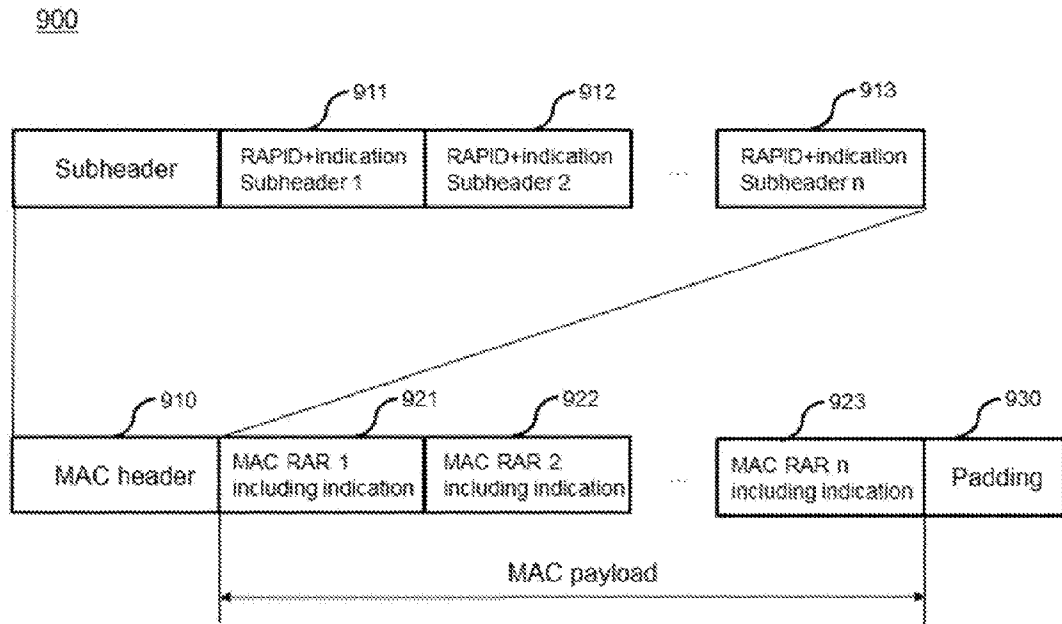 900
911
912
913
Subheader
RAPID+indication
Subheader 1
RAPID+indication
Subheader 2
...
RAPID+indication
Subheader n
910
921
922
923
930
MAC header
MAC RAR 1
including indication
MAC RAR 2
including indication
...
MAC RAR n
including indication
Padding
MAC payload